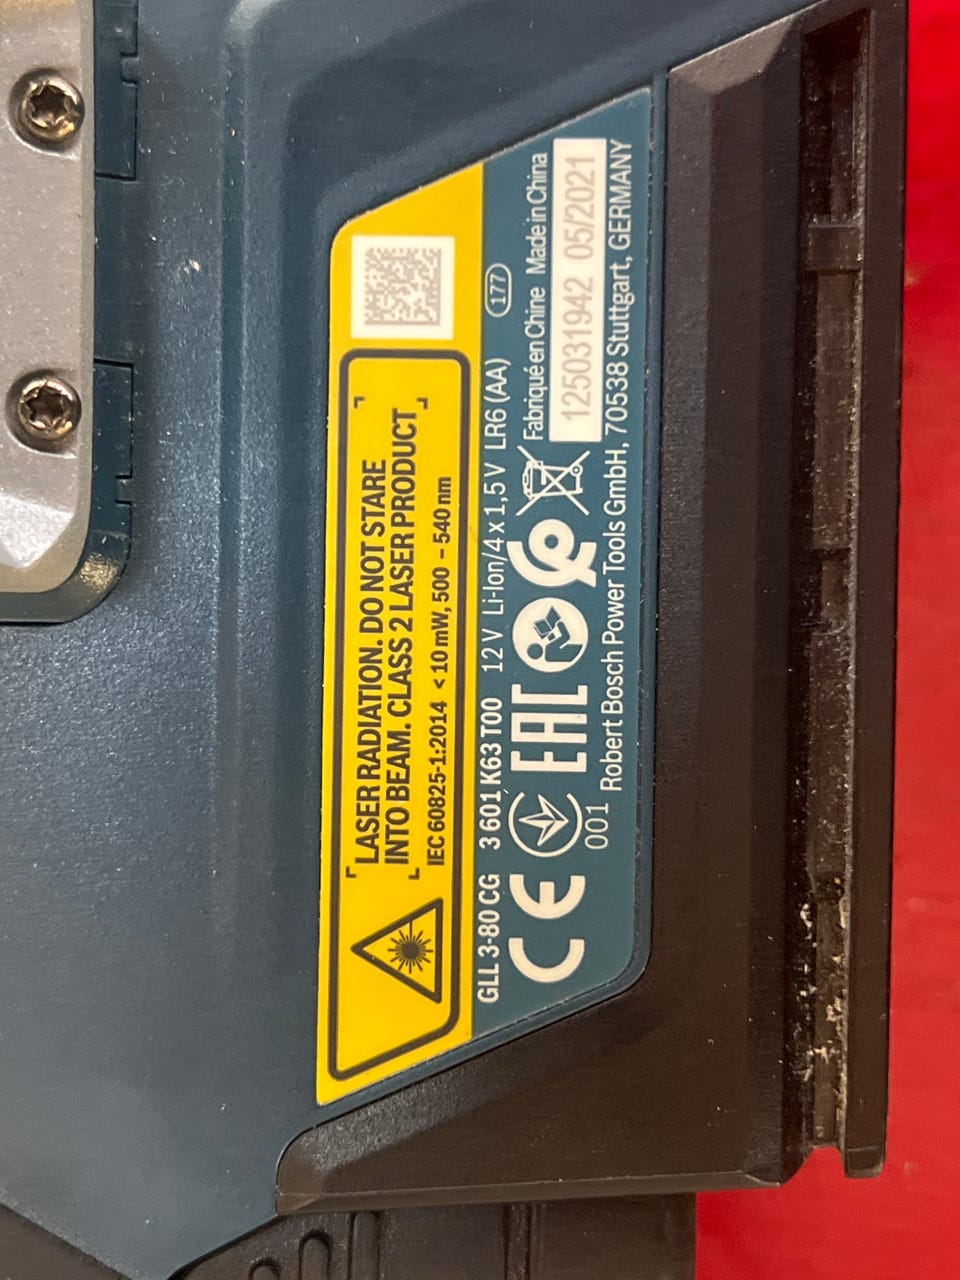 LASER RADIATION. DO NOT STARE
INTO BEAM. CLASS 2 LASER PRODUCT
IEC 60825-1:2014 < 10 mW, 500 – 540 nm
GLL 3-80 CG 3 601 K63 T00 12 V Li-Ion/4 x 1,5 V LR6 (AA) 177
CE EAC Fabriqué en Chine Made in China
001 125031942 05/2021
Robert Bosch Power Tools GmbH, 70538 Stuttgart, GERMANY